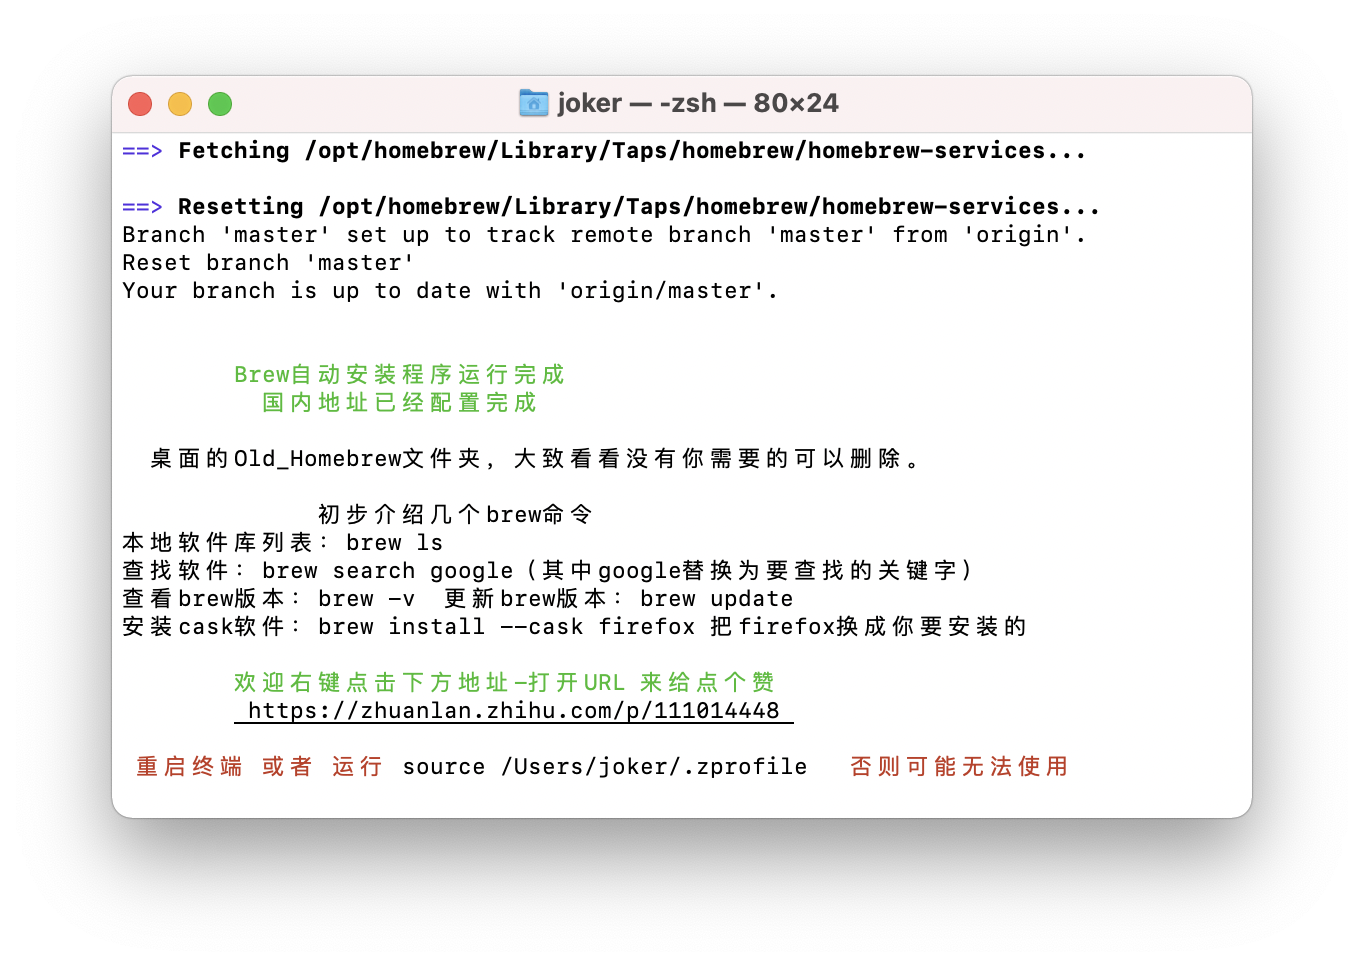 joker — -zsh — 80×24
==> Fetching /opt/homebrew/Library/Taps/homebrew/homebrew-services...
==> Resetting /opt/homebrew/Library/Taps/homebrew/homebrew-services...
Branch 'master' set up to track remote branch 'master' from 'origin'.
Reset branch 'master'
Your branch is up to date with 'origin/master'.
Brew自动安装程序运行完成
国内地址已经配置完成
桌面的Old_Homebrew文件夹，大致看看没有你需要的可以删除。
初步介绍几个brew命令
本地软件库列表：brew ls
查找软件：brew search google（其中google替换为要查找的关键字）
查看brew版本：brew -v  更新brew版本：brew update
安装cask软件：brew install --cask firefox 把firefox换成你要安装的
欢迎右键点击下方地址-打开URL 来给点个赞
https://zhuanlan.zhihu.com/p/111014448
重启终端 或者 运行 source /Users/joker/.zprofile   否则可能无法使用